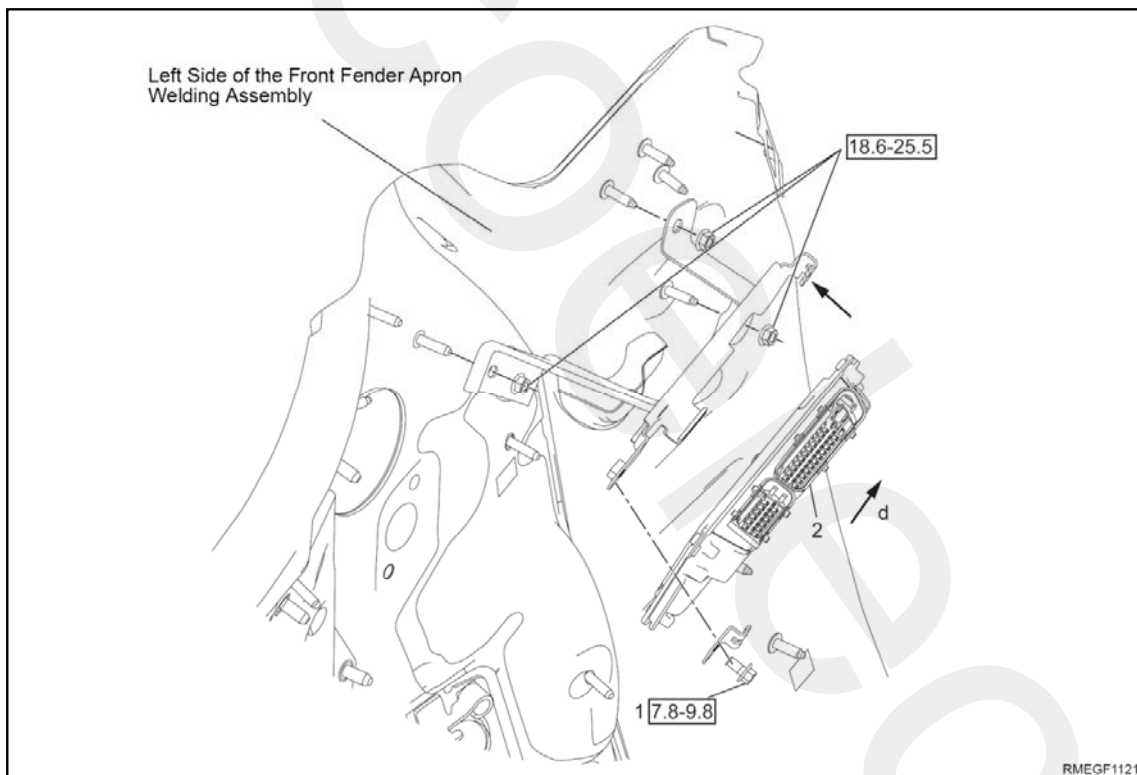 Left Side of the Front Fender Apron
Welding Assembly
18.6-25.5
2
d
1 7.8-9.8
RMEGF1121